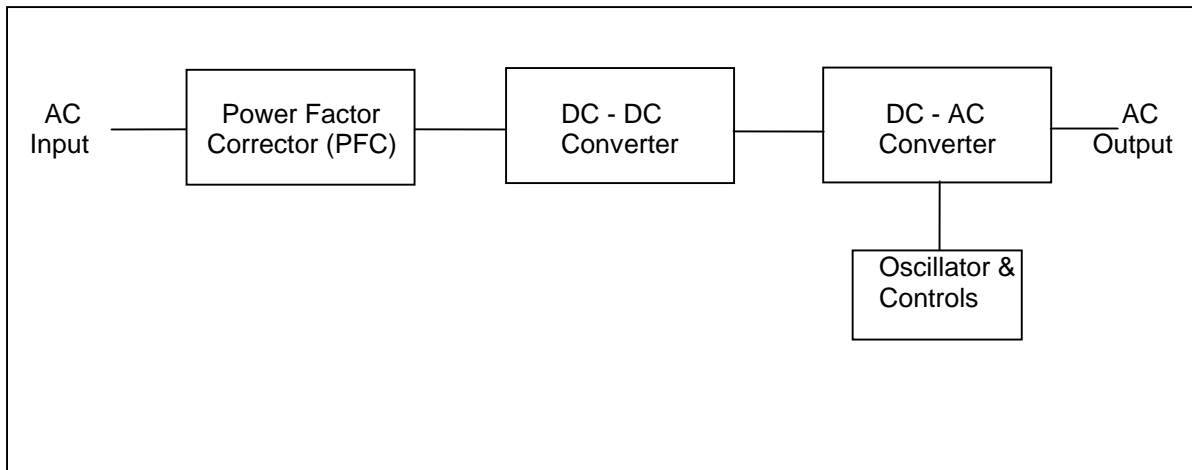 AC
Input
Power Factor
Corrector (PFC)
DC - DC
Converter
DC - AC
Converter
AC
Output
Oscillator &
Controls